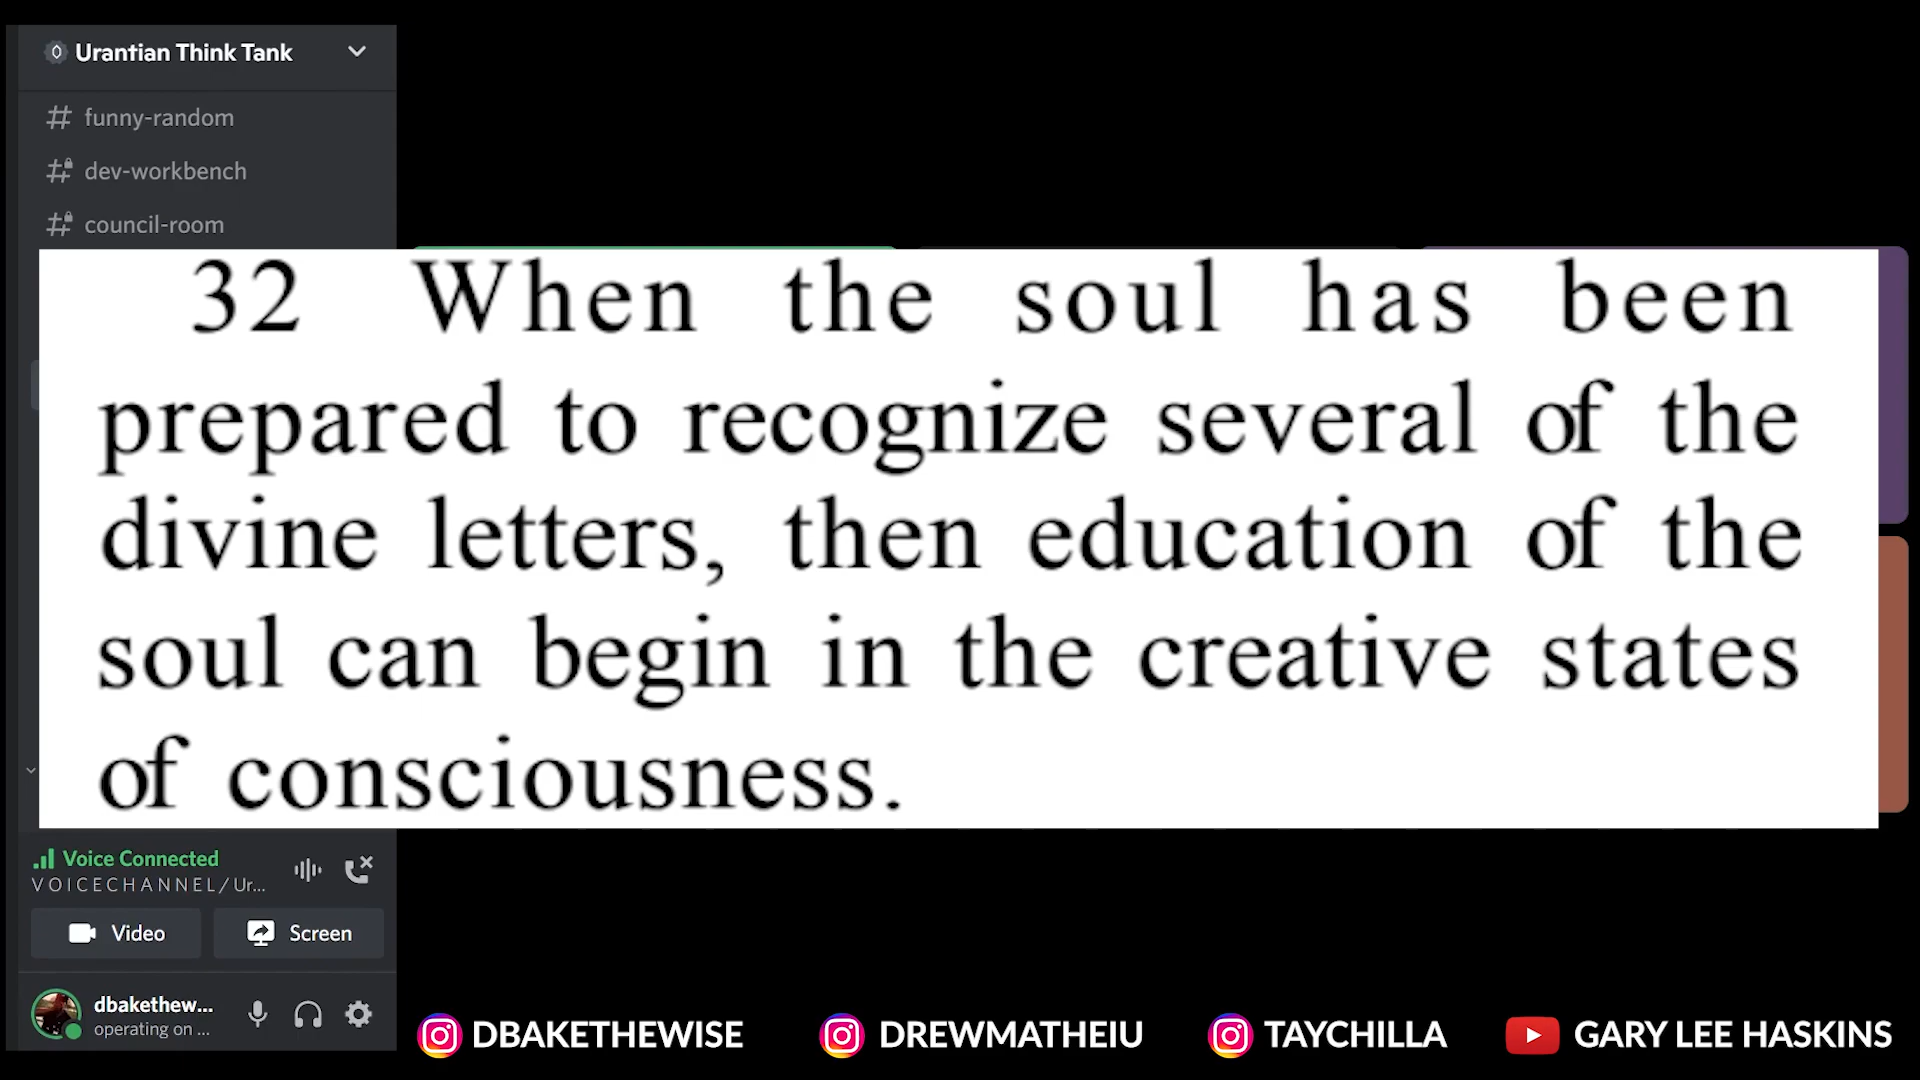 Urantian Think Tank
funny-random
dev-workbench
council-room
32 When the soul has been
prepared to recognize several of the
divine letters, then education of the
soul can begin in the creative states
of consciousness.
Voice Connected
VOICECHANNEL/Ur...
Video Screen
dbakethew...
operating on ...
DBAKETHEWISE DREWMATHEIU TAYCHILLA GARY LEE HASKINS